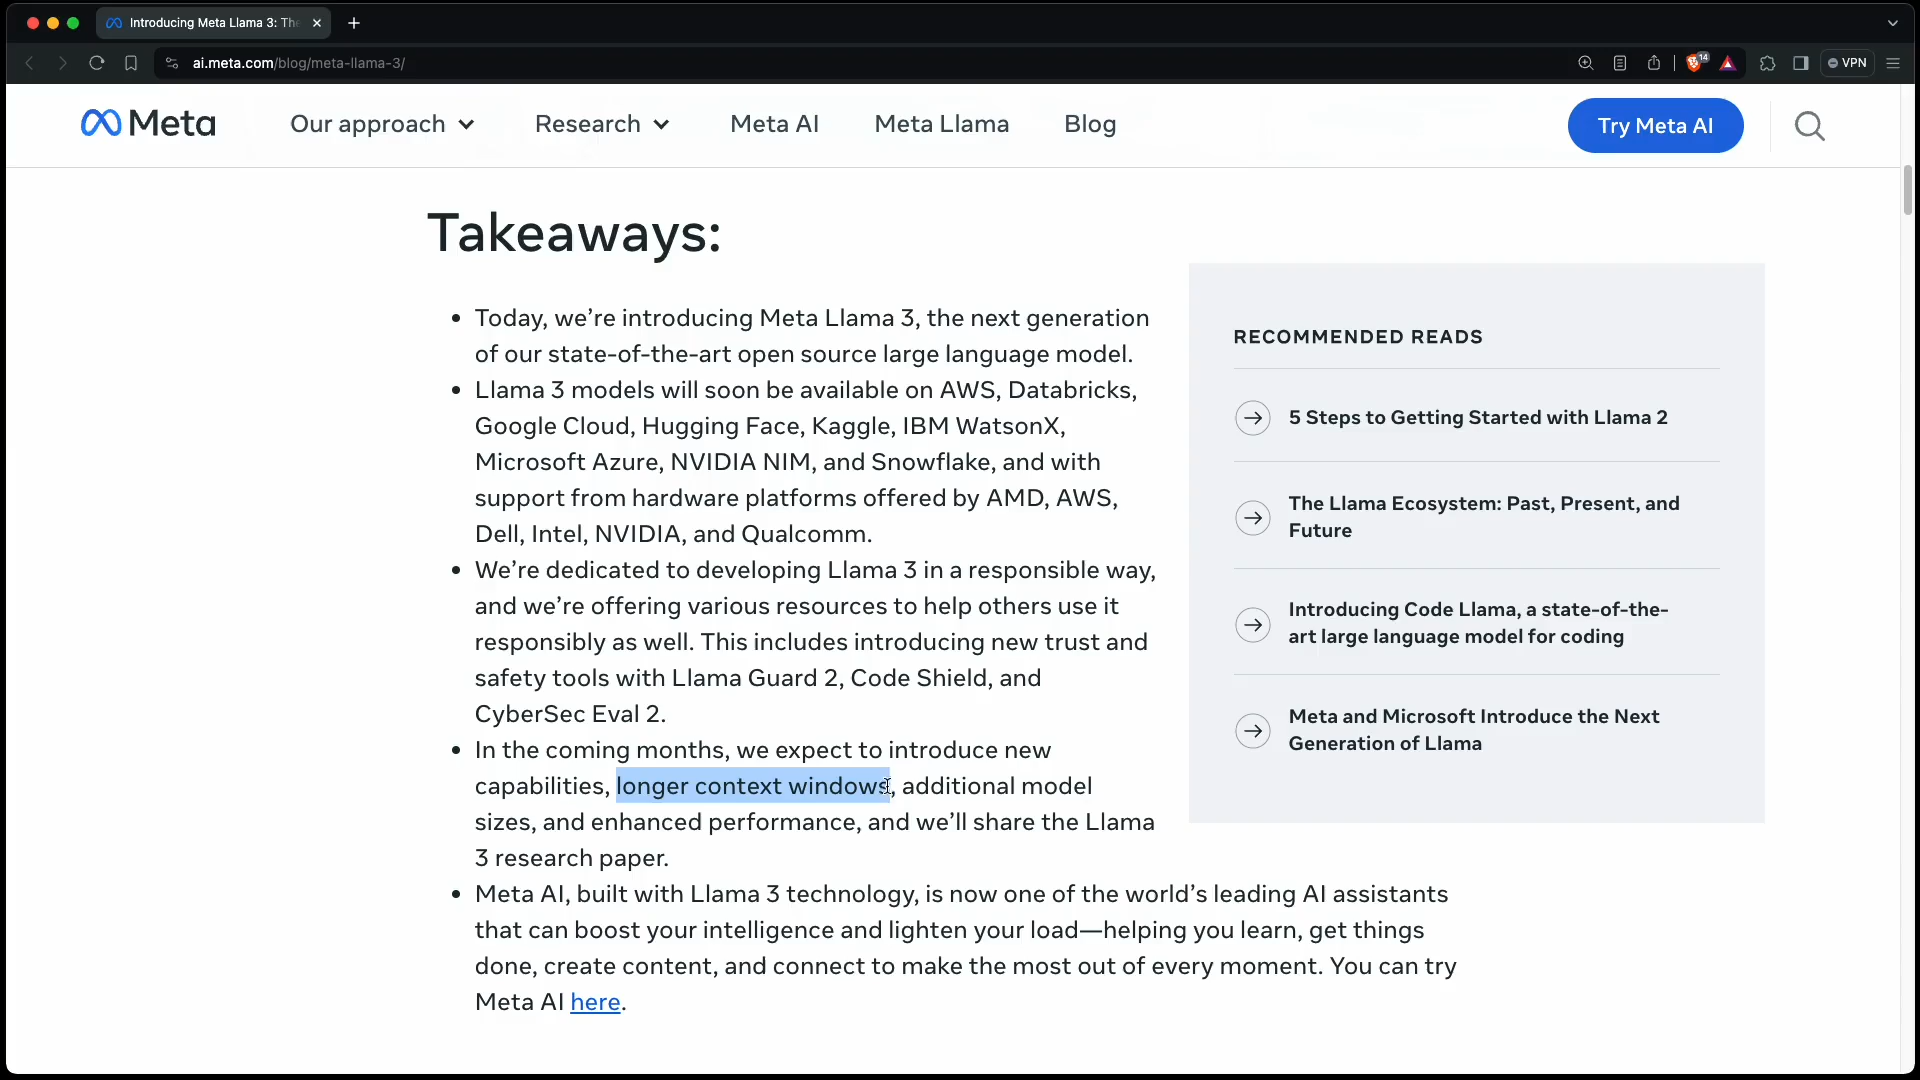 Introducing Meta Llama 3: The
ai.meta.com/blog/meta-llama-3/
14
VPN
Meta
Our approach
Research
Meta AI
Meta Llama
Blog
Try Meta AI
Takeaways:
• Today, we’re introducing Meta Llama 3, the next generation
of our state-of-the-art open source large language model.
• Llama 3 models will soon be available on AWS, Databricks,
Google Cloud, Hugging Face, Kaggle, IBM WatsonX,
Microsoft Azure, NVIDIA NIM, and Snowflake, and with
support from hardware platforms offered by AMD, AWS,
Dell, Intel, NVIDIA, and Qualcomm.
• We’re dedicated to developing Llama 3 in a responsible way,
and we’re offering various resources to help others use it
responsibly as well. This includes introducing new trust and
safety tools with Llama Guard 2, Code Shield, and
CyberSec Eval 2.
• In the coming months, we expect to introduce new
capabilities, longer context windows, additional model
sizes, and enhanced performance, and we’ll share the Llama
3 research paper.
• Meta AI, built with Llama 3 technology, is now one of the world’s leading AI assistants
that can boost your intelligence and lighten your load—helping you learn, get things
done, create content, and connect to make the most out of every moment. You can try
Meta AI here.
RECOMMENDED READS
5 Steps to Getting Started with Llama 2
The Llama Ecosystem: Past, Present, and
Future
Introducing Code Llama, a state-of-the-
art large language model for coding
Meta and Microsoft Introduce the Next
Generation of Llama